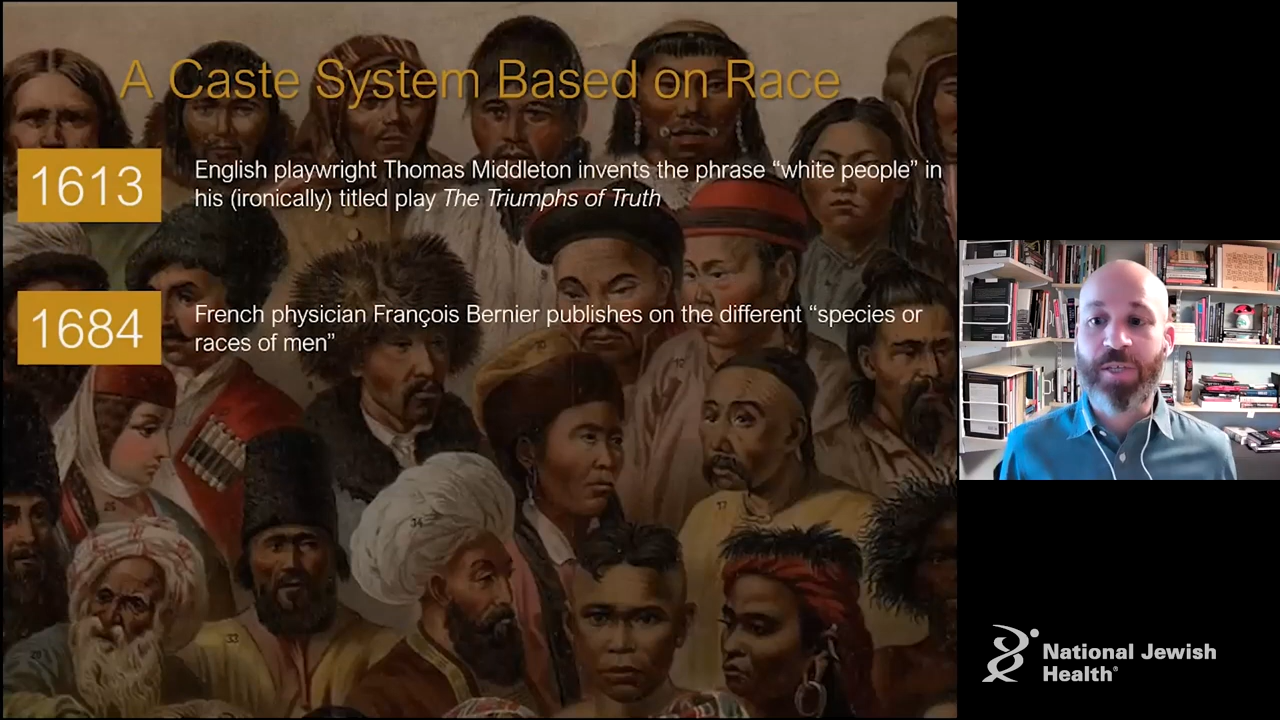 A Caste System Based on Race
1613
English playwright Thomas Middleton invents the phrase “white people” in
his (ironically) titled play The Triumphs of Truth
1684
French physician François Bernier publishes on the different “species or
races of men”
34
33
National Jewish
Health®